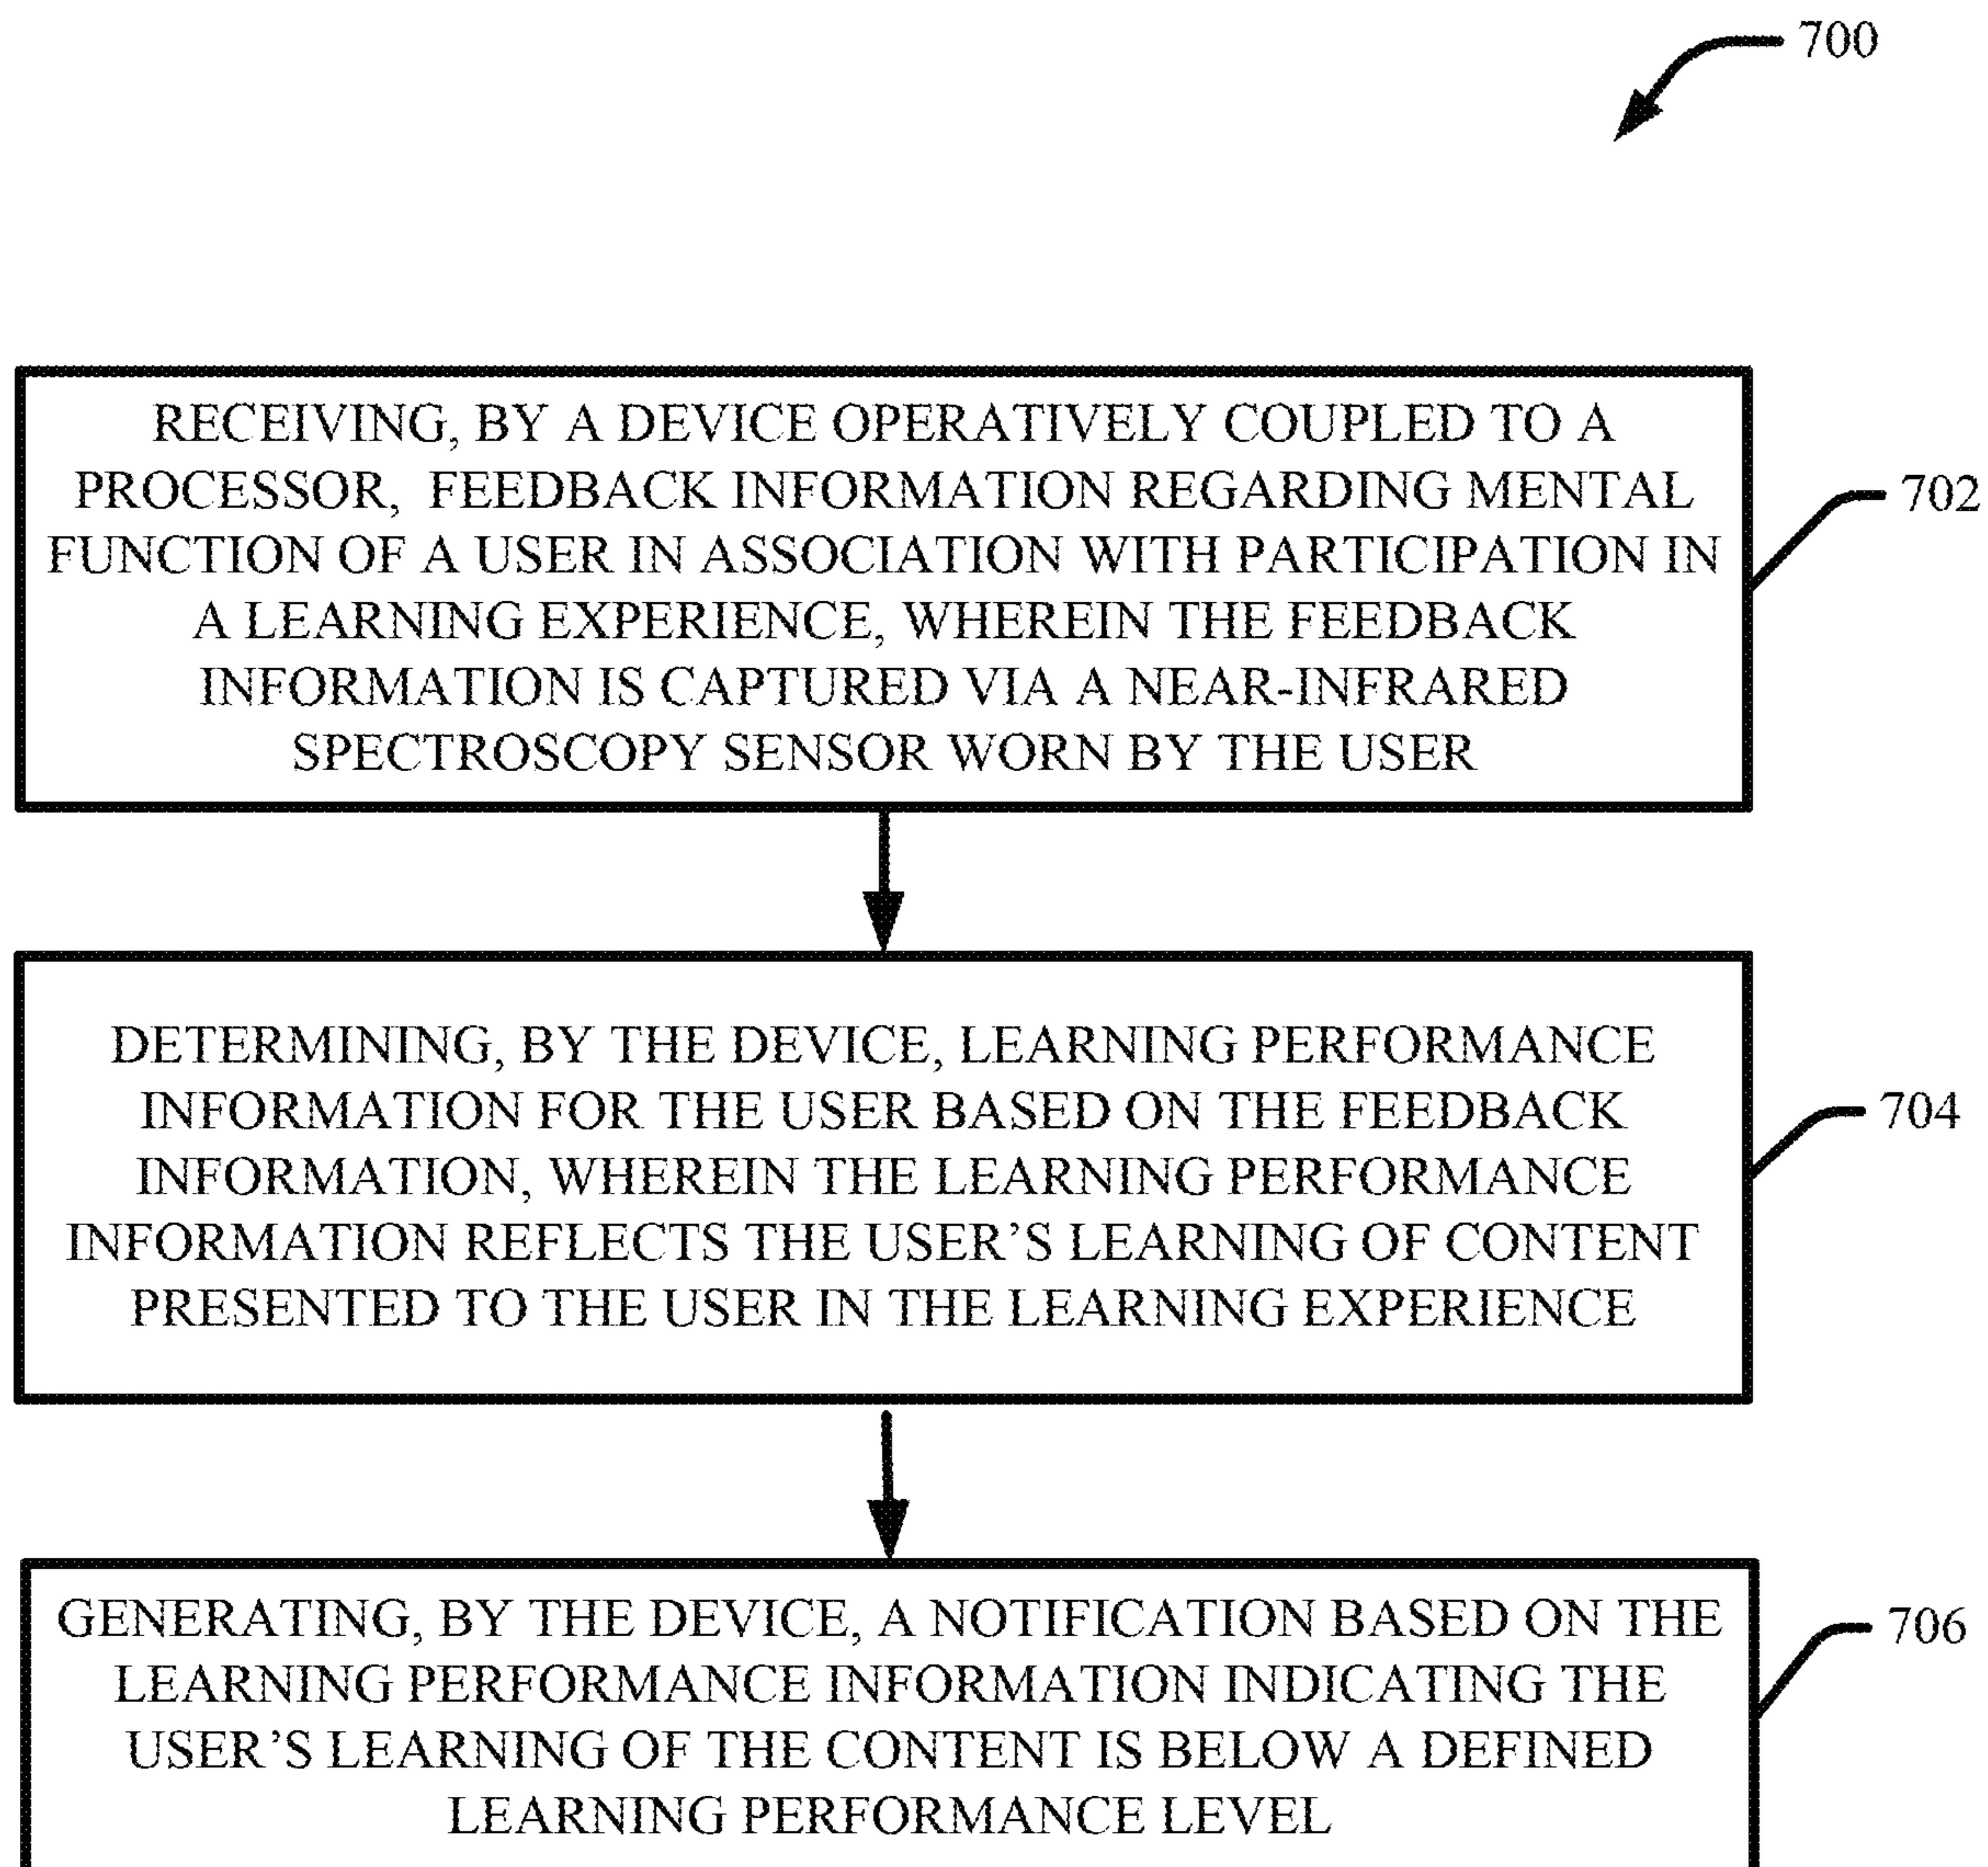 700
RECEIVING, BY A DEVICE OPERATIVELY COUPLED TO A
PROCESSOR, FEEDBACK INFORMATION REGARDING MENTAL
FUNCTION OF A USER IN ASSOCIATION WITH PARTICIPATION IN
A LEARNING EXPERIENCE, WHEREIN THE FEEDBACK
INFORMATION IS CAPTURED VIA A NEAR-INFRARED
SPECTROSCOPY SENSOR WORN BY THE USER
702
DETERMINING, BY THE DEVICE, LEARNING PERFORMANCE
INFORMATION FOR THE USER BASED ON THE FEEDBACK
INFORMATION, WHEREIN THE LEARNING PERFORMANCE
INFORMATION REFLECTS THE USER’S LEARNING OF CONTENT
PRESENTED TO THE USER IN THE LEARNING EXPERIENCE
704
GENERATING, BY THE DEVICE, A NOTIFICATION BASED ON THE
LEARNING PERFORMANCE INFORMATION INDICATING THE
USER’S LEARNING OF THE CONTENT IS BELOW A DEFINED
LEARNING PERFORMANCE LEVEL
706